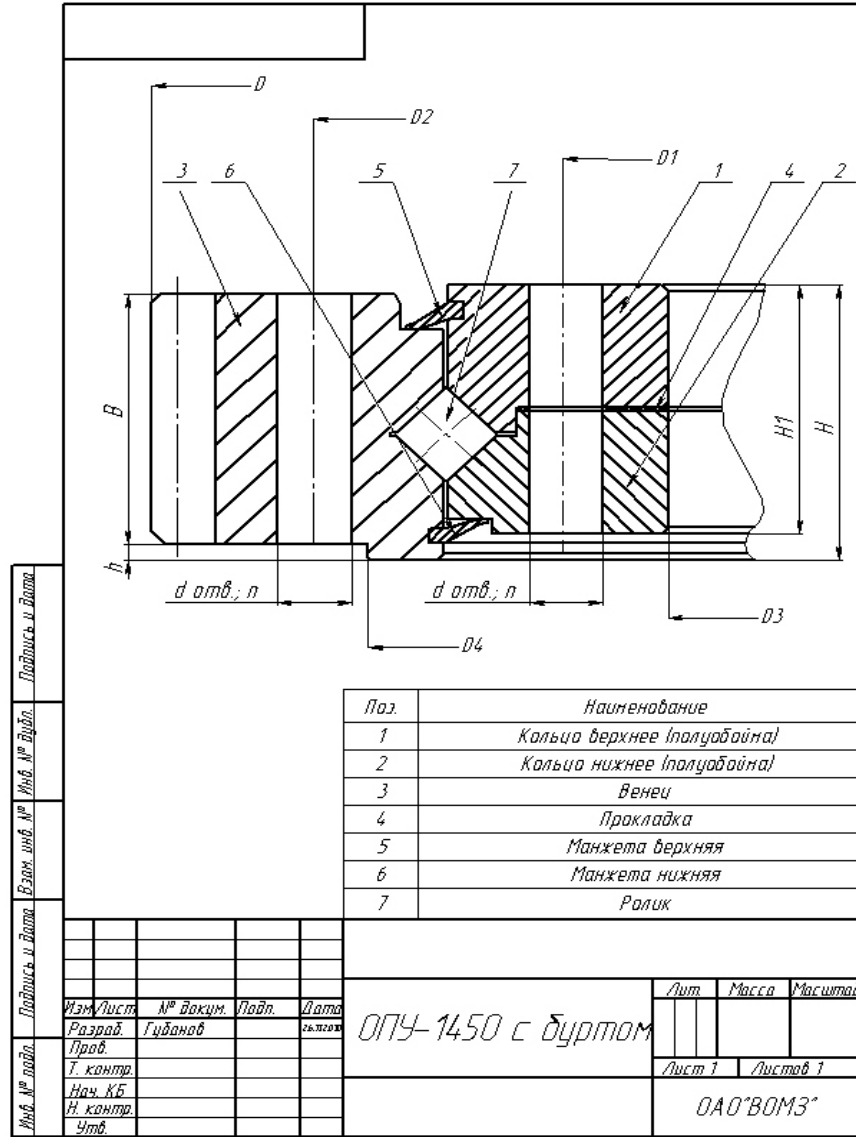 D
D2
D1
3
6
5
7
1
4
2
B
h
H1
H
d отв.; n
d отв.; n
D3
D4
Поз. Наименование
1 Кольцо верхнее (полуобойма)
2 Кольцо нижнее (полуобойма)
3 Венец
4 Прокладка
5 Манжета верхняя
6 Манжета нижняя
7 Ролик
Подпись и дата
Инв. № дубл.
Взам. инв. №
Подпись и дата
Инв. № подл.
Изм Лист № докум. Подп. Дата
Разраб. Губанов
Пров.
Т. контр.
Нач. КБ
Н. контр.
Утв.
ОПУ-1450 с буртом
Лит. Масса Масштаб
Лист 1 Листов 1
ОАО"ВОМЗ"